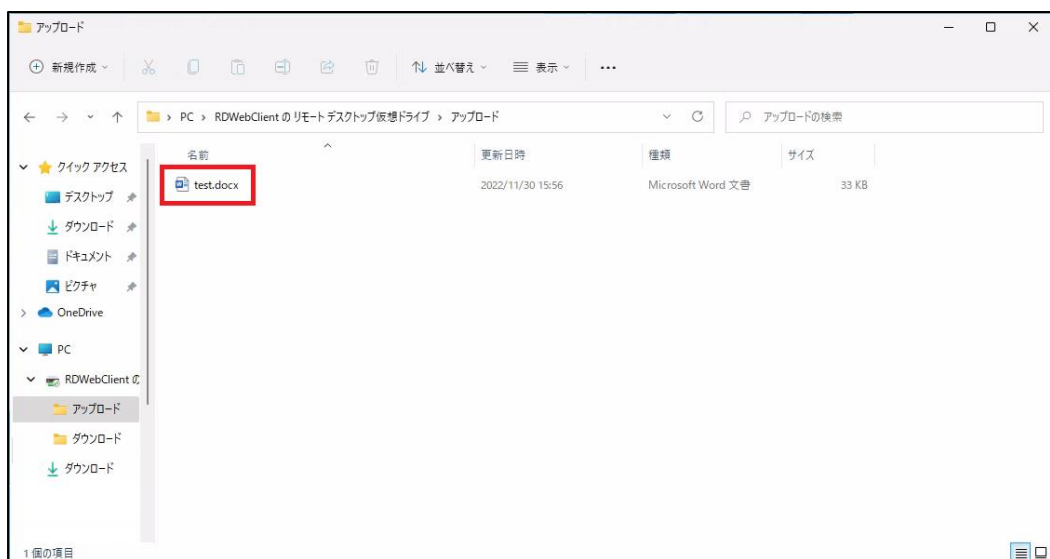 アップロード
新規作成
並べ替え
表示
PC > RDWebClient の リモート デスクトップ仮想ドライブ > アップロード
アップロードの検索
名前 更新日時 種類 サイズ
test.docx 2022/11/30 15:56 Microsoft Word 文書 33 KB
クイック アクセス
デスクトップ
ダウンロード
ドキュメント
ピクチャ
OneDrive
PC
RDWebClient の
アップロード
ダウンロード
ダウンロード
1 個の項目